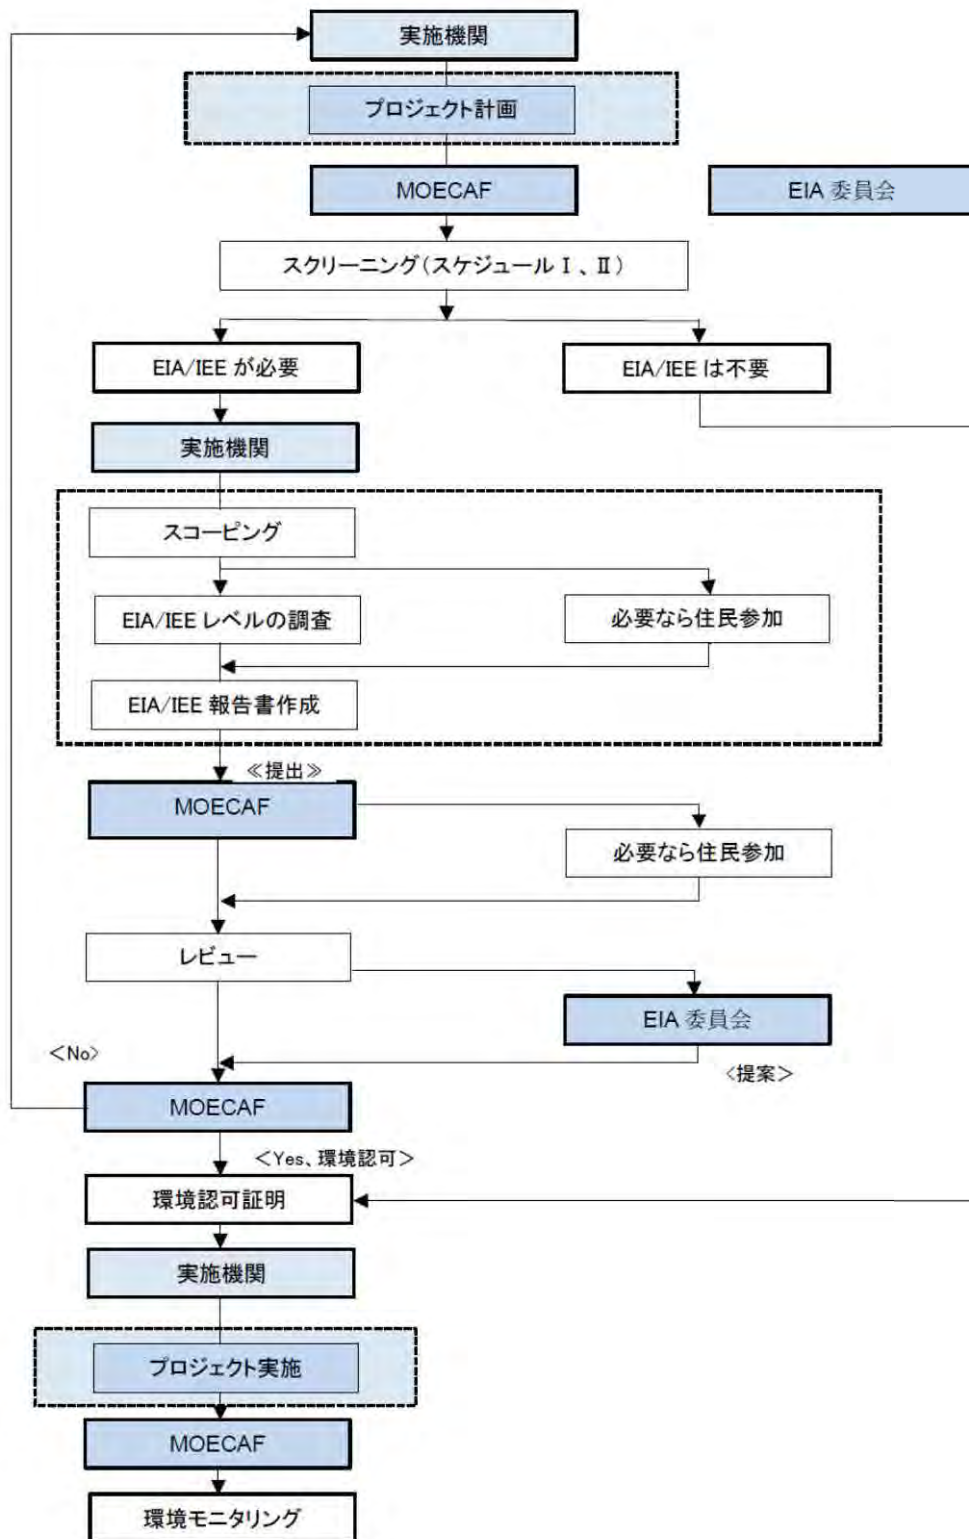 実施機関
プロジェクト計画
MOECAF
EIA 委員会
スクリーニング(スケジュール Ⅰ、Ⅱ)
EIA/IEE が必要
EIA/IEE は不要
実施機関
スコーピング
EIA/IEE レベルの調査
必要なら住民参加
EIA/IEE 報告書作成
≪提出≫
MOECAF
必要なら住民参加
レビュー
EIA 委員会
＜No＞
＜提案＞
MOECAF
＜Yes、環境認可＞
環境認可証明
実施機関
プロジェクト実施
MOECAF
環境モニタリング